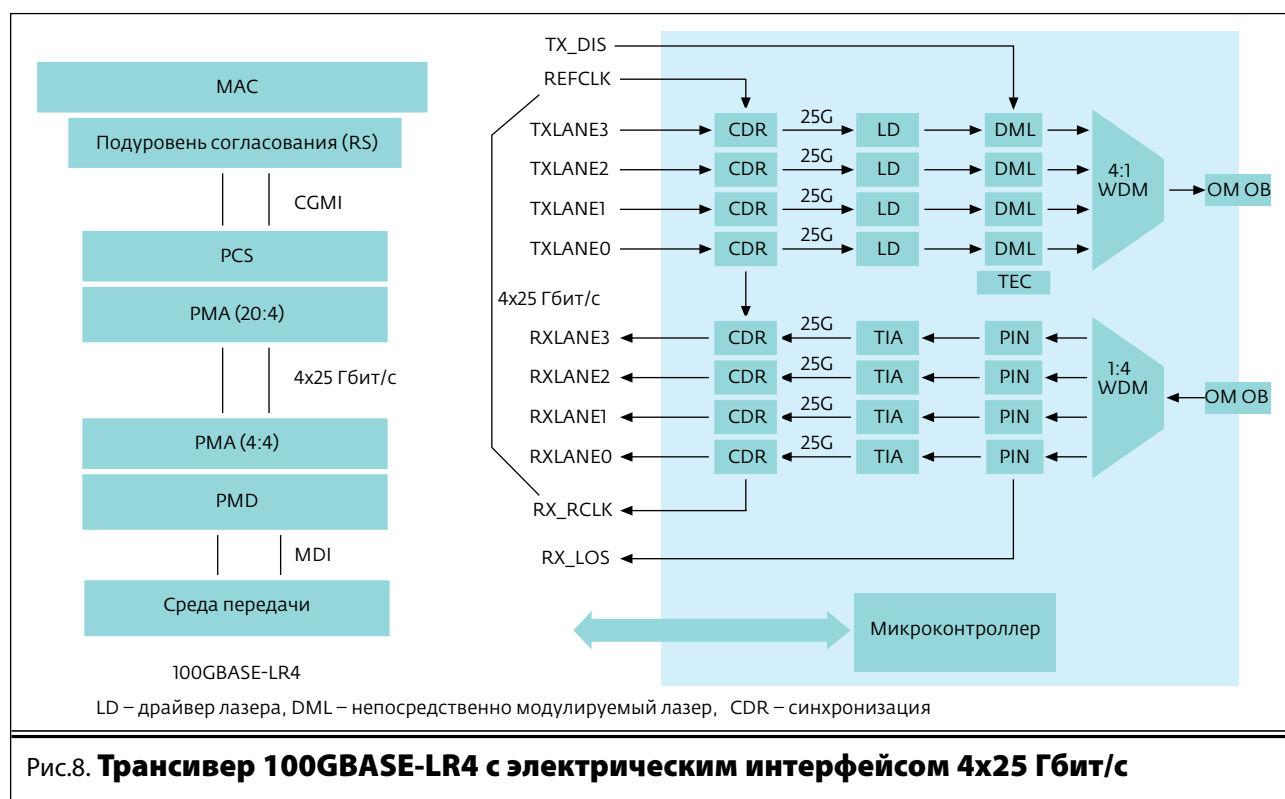 MAC
Подуровень согласования (RS)
CGMI
PCS
PMA (20:4)
4x25 Гбит/с
PMA (4:4)
PMD
MDI
Среда передачи
100GBASE-LR4
TX_DIS
REFCLK
TXLANE3 CDR 25G LD DML
TXLANE2 CDR 25G LD DML
TXLANE1 CDR 25G LD DML
TXLANE0 CDR 25G LD DML
4:1
WDM
ОМ ОВ
TEC
4x25 Гбит/с
RXLANE3 CDR 25G TIA PIN
RXLANE2 CDR 25G TIA PIN
RXLANE1 CDR 25G TIA PIN
RXLANE0 CDR 25G TIA PIN
1:4
WDM
ОМ ОВ
RX_RCLK
RX_LOS
Микроконтроллер
LD – драйвер лазера, DML – непосредственно модулируемый лазер, CDR – синхронизация
Рис.8. Трансивер 100GBASE-LR4 с электрическим интерфейсом 4x25 Гбит/с